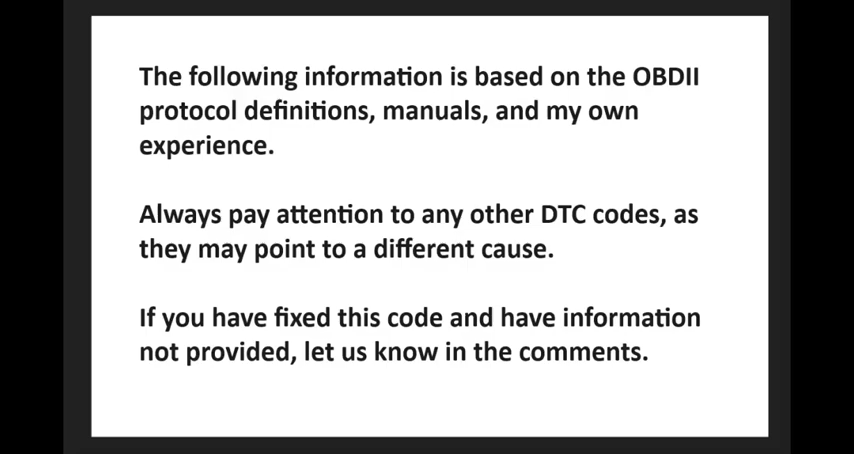 The following information is based on the OBDII
protocol definitions, manuals, and my own
experience.
Always pay attention to any other DTC codes, as
they may point to a different cause.
If you have fixed this code and have information
not provided, let us know in the comments.